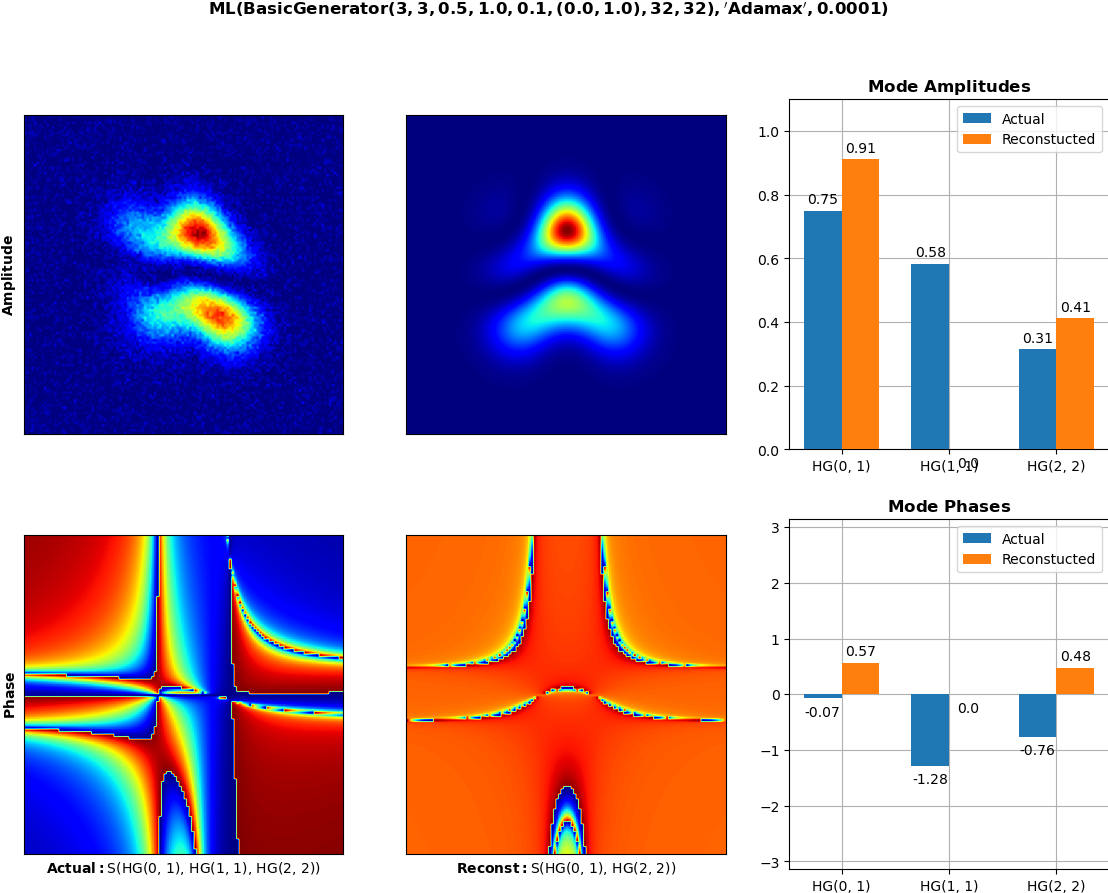 ML(BasicGenerator(3, 3, 0.5, 1.0, 0.1, (0.0, 1.0), 32, 32), ′Adamax′, 0.0001)
Amplitude
Mode Amplitudes
Actual
Reconstucted
1.0
0.8
0.6
0.4
0.2
0.0
0.75
0.91
0.58
0.0
0.31
0.41
HG(0, 1)
HG(1, 1)
HG(2, 2)
Phase
Actual: S(HG(0, 1), HG(1, 1), HG(2, 2))
Reconst: S(HG(0, 1), HG(2, 2))
Mode Phases
Actual
Reconstucted
3
2
1
0
−1
−2
−3
-0.07
0.57
-1.28
0.0
-0.76
0.48
HG(0, 1)
HG(1, 1)
HG(2, 2)